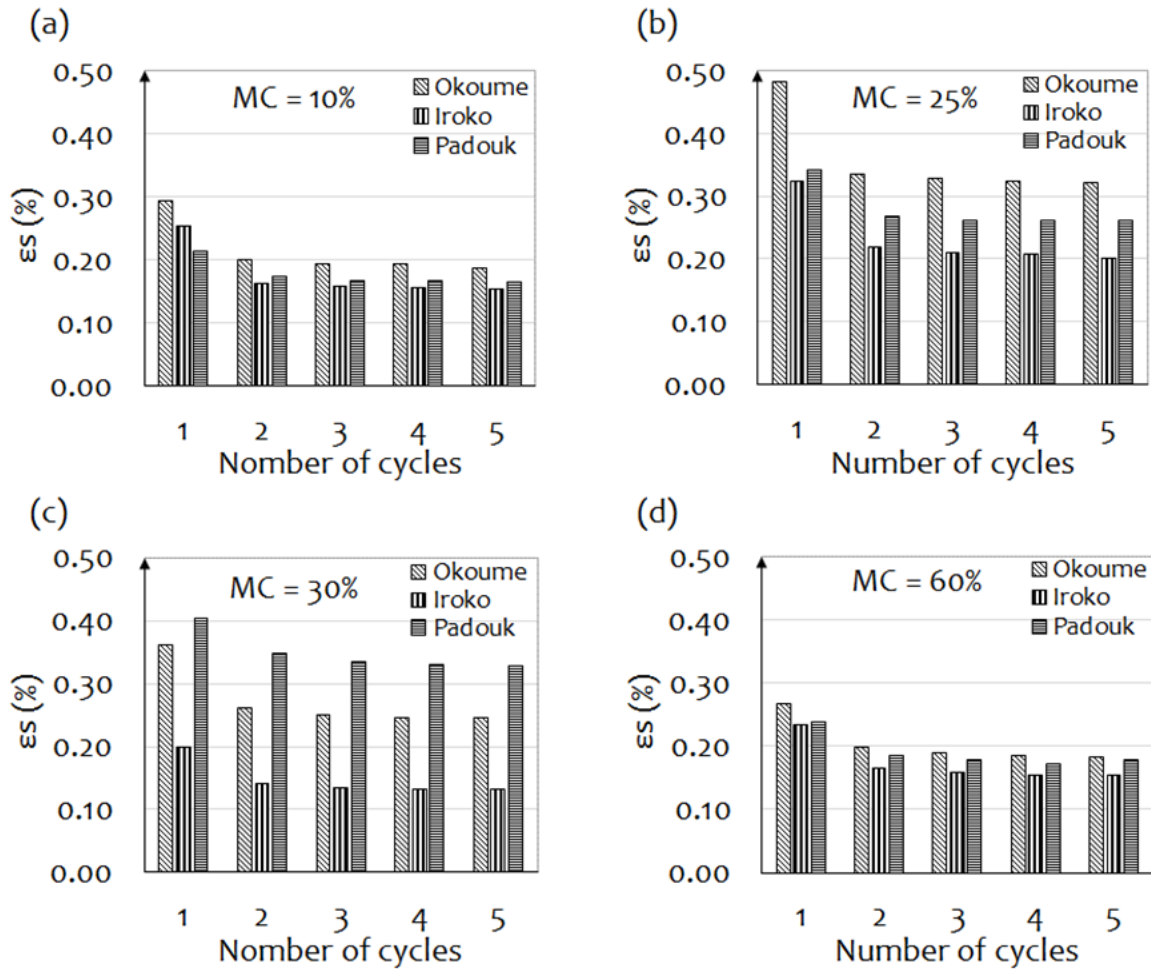 (a)
0.50
0.40
0.30
0.20
0.10
0.00
εs (%)
MC = 10%
Okoume
Iroko
Padouk
1 2 3 4 5
Nomber of cycles
(b)
0.50
0.40
0.30
0.20
0.10
0.00
εs (%)
MC = 25%
Okoume
Iroko
Padouk
1 2 3 4 5
Number of cycles
(c)
0.50
0.40
0.30
0.20
0.10
0.00
εs (%)
MC = 30%
Okoume
Iroko
Padouk
1 2 3 4 5
Number of cycles
(d)
0.50
0.40
0.30
0.20
0.10
0.00
εs (%)
MC = 60%
Okoume
Iroko
Padouk
1 2 3 4 5
Number of cycles